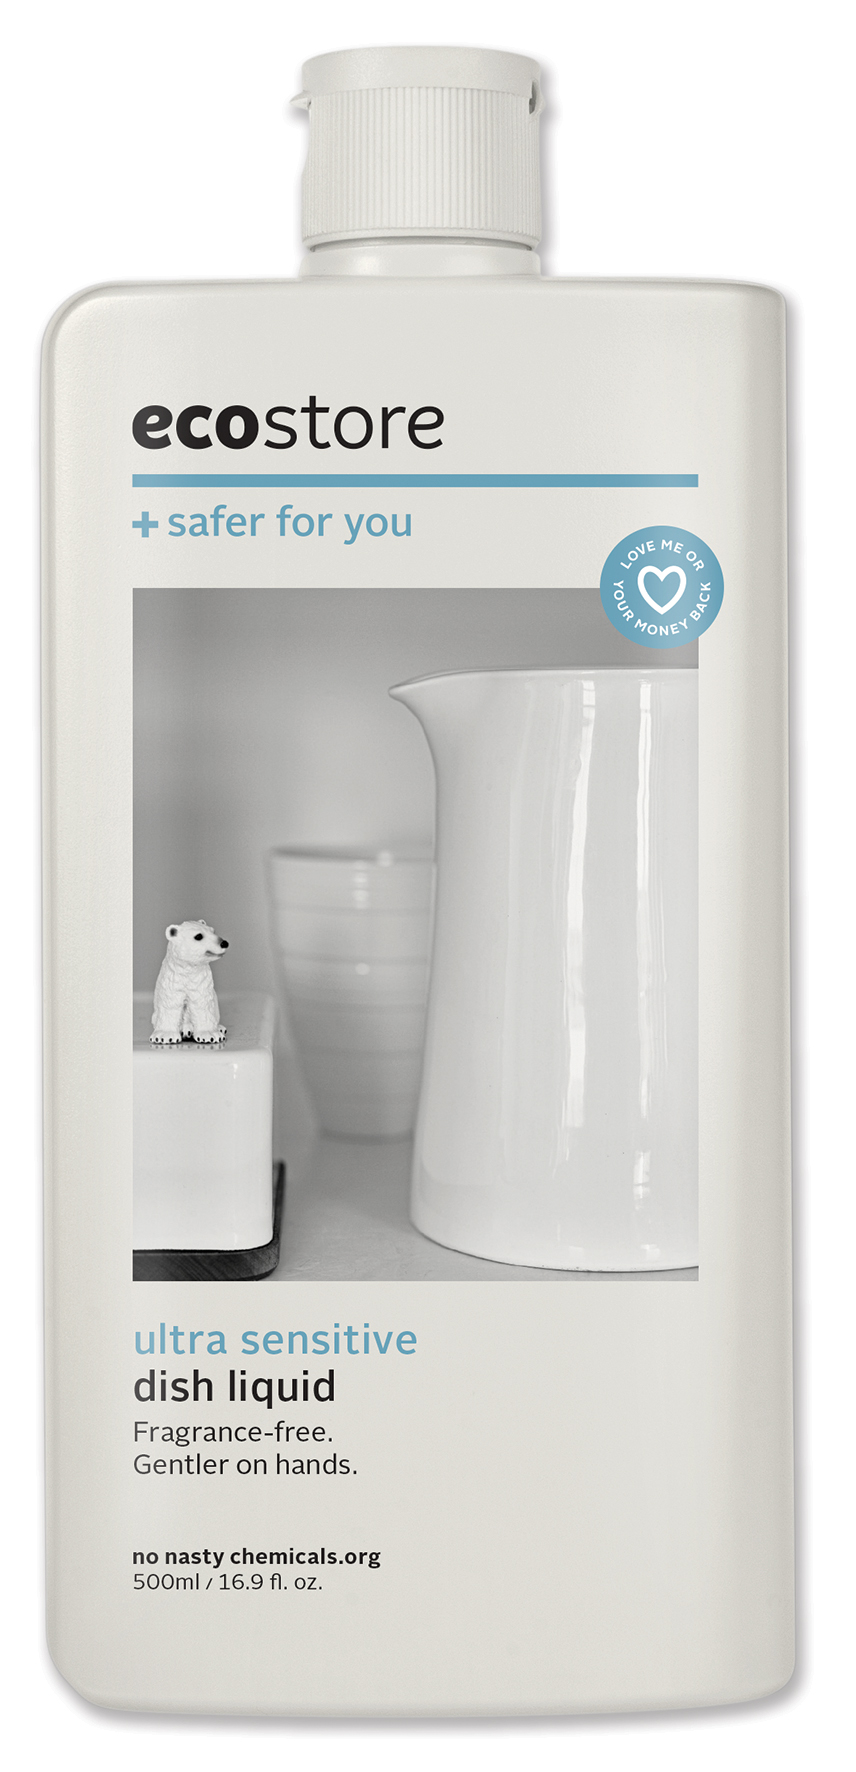 ecostore
+ safer for you
LOVE ME OR
YOUR MONEY BACK
ultra sensitive
dish liquid
Fragrance-free.
Gentler on hands.
no nasty chemicals.org
500ml / 16.9 fl. oz.